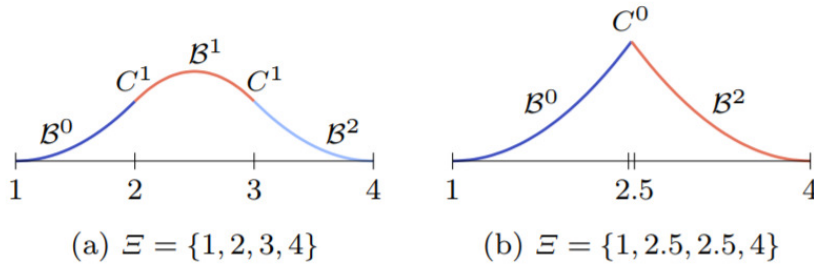 C⁰
ℬ¹
C¹ C¹
ℬ⁰ ℬ² ℬ⁰ ℬ²
1 2 3 4 1 2.5 4
(a) Ξ = {1, 2, 3, 4} (b) Ξ = {1, 2.5, 2.5, 4}